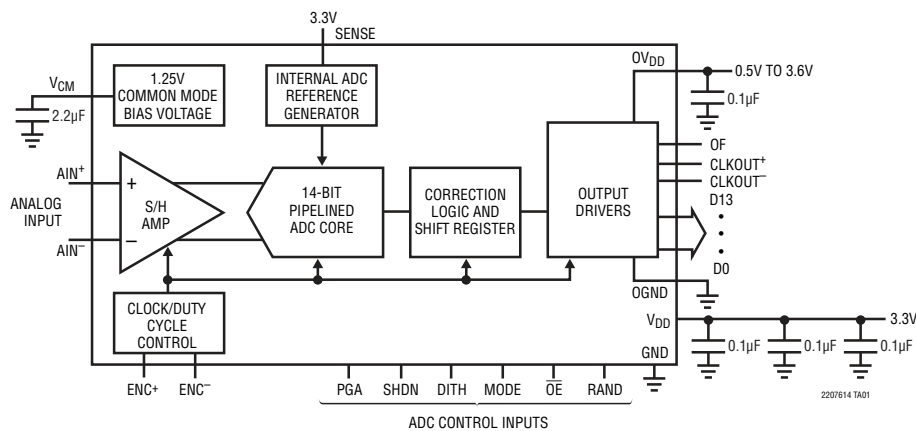 3.3V
SENSE
OVDD
0.5V TO 3.6V
0.1µF
VCM
2.2µF
1.25V
COMMON MODE
BIAS VOLTAGE
INTERNAL ADC
REFERENCE
GENERATOR
AIN+
ANALOG
INPUT
AIN−
+
S/H
AMP
−
14-BIT
PIPELINED
ADC CORE
CORRECTION
LOGIC AND
SHIFT REGISTER
OUTPUT
DRIVERS
OF
CLKOUT+
CLKOUT−
D13
•
•
•
D0
OGND
CLOCK/DUTY
CYCLE
CONTROL
VDD
3.3V
GND
0.1µF
0.1µF
0.1µF
ENC+
ENC−
PGA
SHDN
DITH
MODE
O̅E̅
RAND
ADC CONTROL INPUTS
2207614 TA01